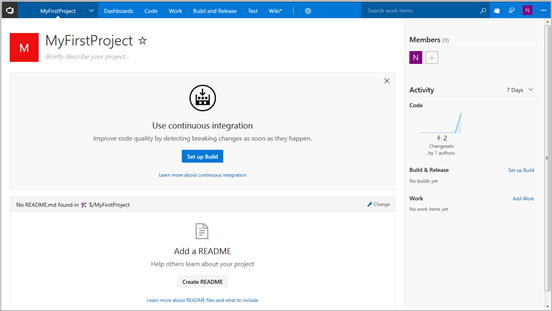 MyFirstProject Dashboards Code Work Build and Release Test Wiki* Search work items N
M MyFirstProject
Briefly describe your project...
Use continuous integration
Improve code quality by detecting breaking changes as soon as they happen.
Set up Build
Learn more about continuous integration
No README.md found in $/MyFirstProject Change
Add a README
Help others learn about your project
Create README
Learn more about README files and what to include
Members (1)
N
Activity 7 Days
Code
2
Changesets
by 1 authors
Build & Release Set up Build
No builds yet
Work Add Work
No work items yet